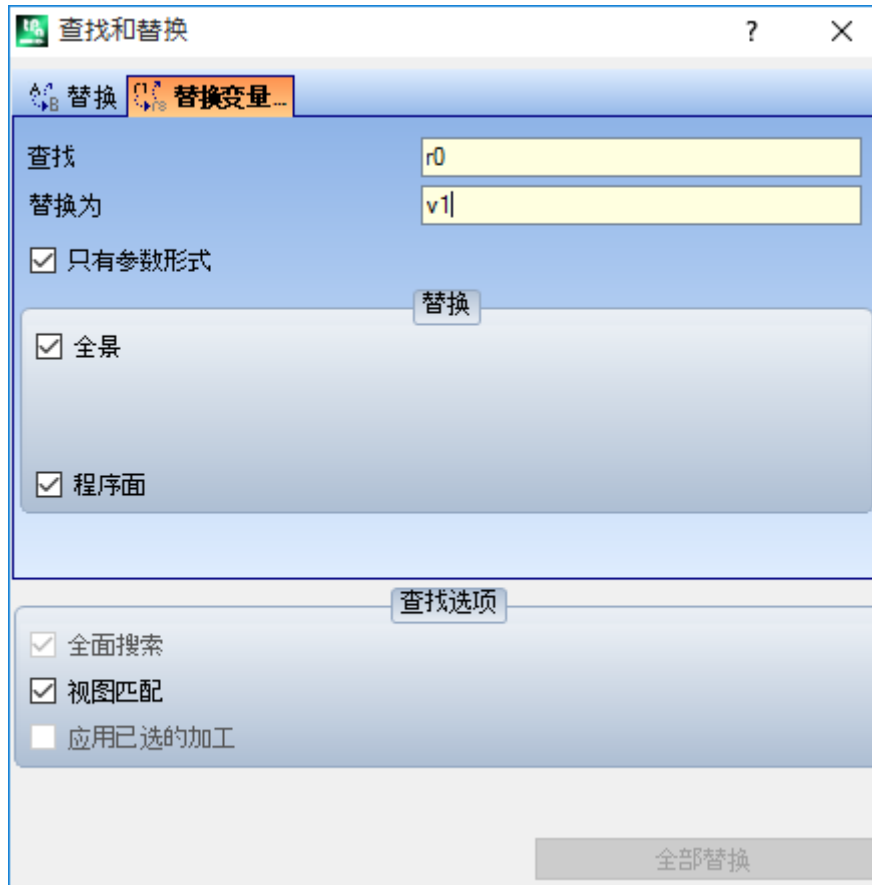 查找和替换
替换 替换变量...
查找 r0
替换为 v1
只有参数形式
替换
全景
程序面
查找选项
全面搜索
视图匹配
应用已选的加工
全部替换